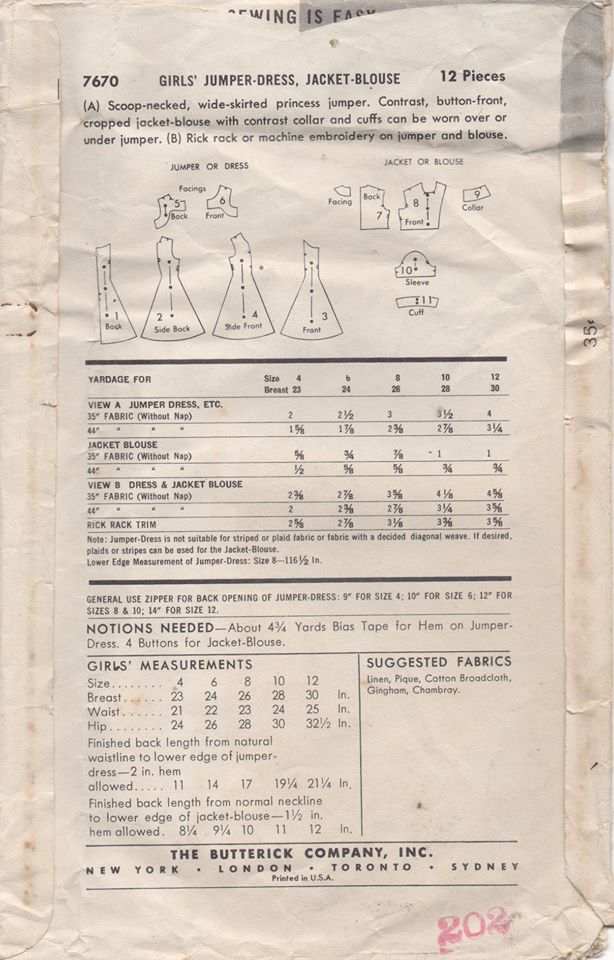 SEWING IS EASY
7670 GIRLS' JUMPER-DRESS, JACKET-BLOUSE 12 Pieces
(A) Scoop-necked, wide-skirted princess jumper. Contrast, button-front,
cropped jacket-blouse with contrast collar and cuffs can be worn over or
under jumper. (B) Rick rack or machine embroidery on jumper and blouse.
JUMPER OR DRESS
JACKET OR BLOUSE
Facings
5
Back
6
Front
Facing
Back
7
8
Front
9
Collar
10
Sleeve
11
Cuff
1
Back
2
Side Back
4
Side Front
3
Front
35¢
YARDAGE FOR Size 4 6 8 10 12
Breast 23 24 26 28 30
VIEW A JUMPER DRESS, ETC.
35" FABRIC (Without Nap) 2 2½ 3 3½ 4
44" " " " 1⅝ 1⅞ 2⅜ 2⅞ 3¼
JACKET BLOUSE
35" FABRIC (Without Nap) ⅝ ¾ ⅞ 1 1
44" " " " ½ ⅝ ⅝ ¾ ¾
VIEW B DRESS & JACKET BLOUSE
35" FABRIC (Without Nap) 2⅜ 2⅞ 3⅝ 4⅛ 4⅝
44" " " " 2 2⅜ 2⅞ 3¼ 3⅝
RICK RACK TRIM 2⅝ 2⅞ 3⅛ 3⅜ 3⅝
Note: Jumper-Dress is not suitable for striped or plaid fabric or fabric with a decided diagonal weave. If desired,
plaids or stripes can be used for the Jacket-Blouse.
Lower Edge Measurement of Jumper-Dress: Size 8—116½ In.
GENERAL USE ZIPPER FOR BACK OPENING OF JUMPER-DRESS: 9" FOR SIZE 4; 10" FOR SIZE 6; 12" FOR
SIZES 8 & 10; 14" FOR SIZE 12.
NOTIONS NEEDED—About 4¾ Yards Bias Tape for Hem on Jumper-
Dress. 4 Buttons for Jacket-Blouse.
GIRLS' MEASUREMENTS
Size........ 4 6 8 10 12
Breast...... 23 24 26 28 30 In.
Waist...... 21 22 23 24 25 In.
Hip........ 24 26 28 30 32½ In.
Finished back length from natural
waistline to lower edge of jumper-
dress—2 in. hem
allowed..... 11 14 17 19¼ 21¼ In.
Finished back length from normal neckline
to lower edge of jacket-blouse—1½ in.
hem allowed. 8¼ 9¼ 10 11 12 In.
SUGGESTED FABRICS
Linen, Pique, Cotton Broadcloth,
Gingham, Chambray.
THE BUTTERICK COMPANY, INC.
NEW YORK • LONDON • TORONTO • SYDNEY
Printed in U.S.A.
202